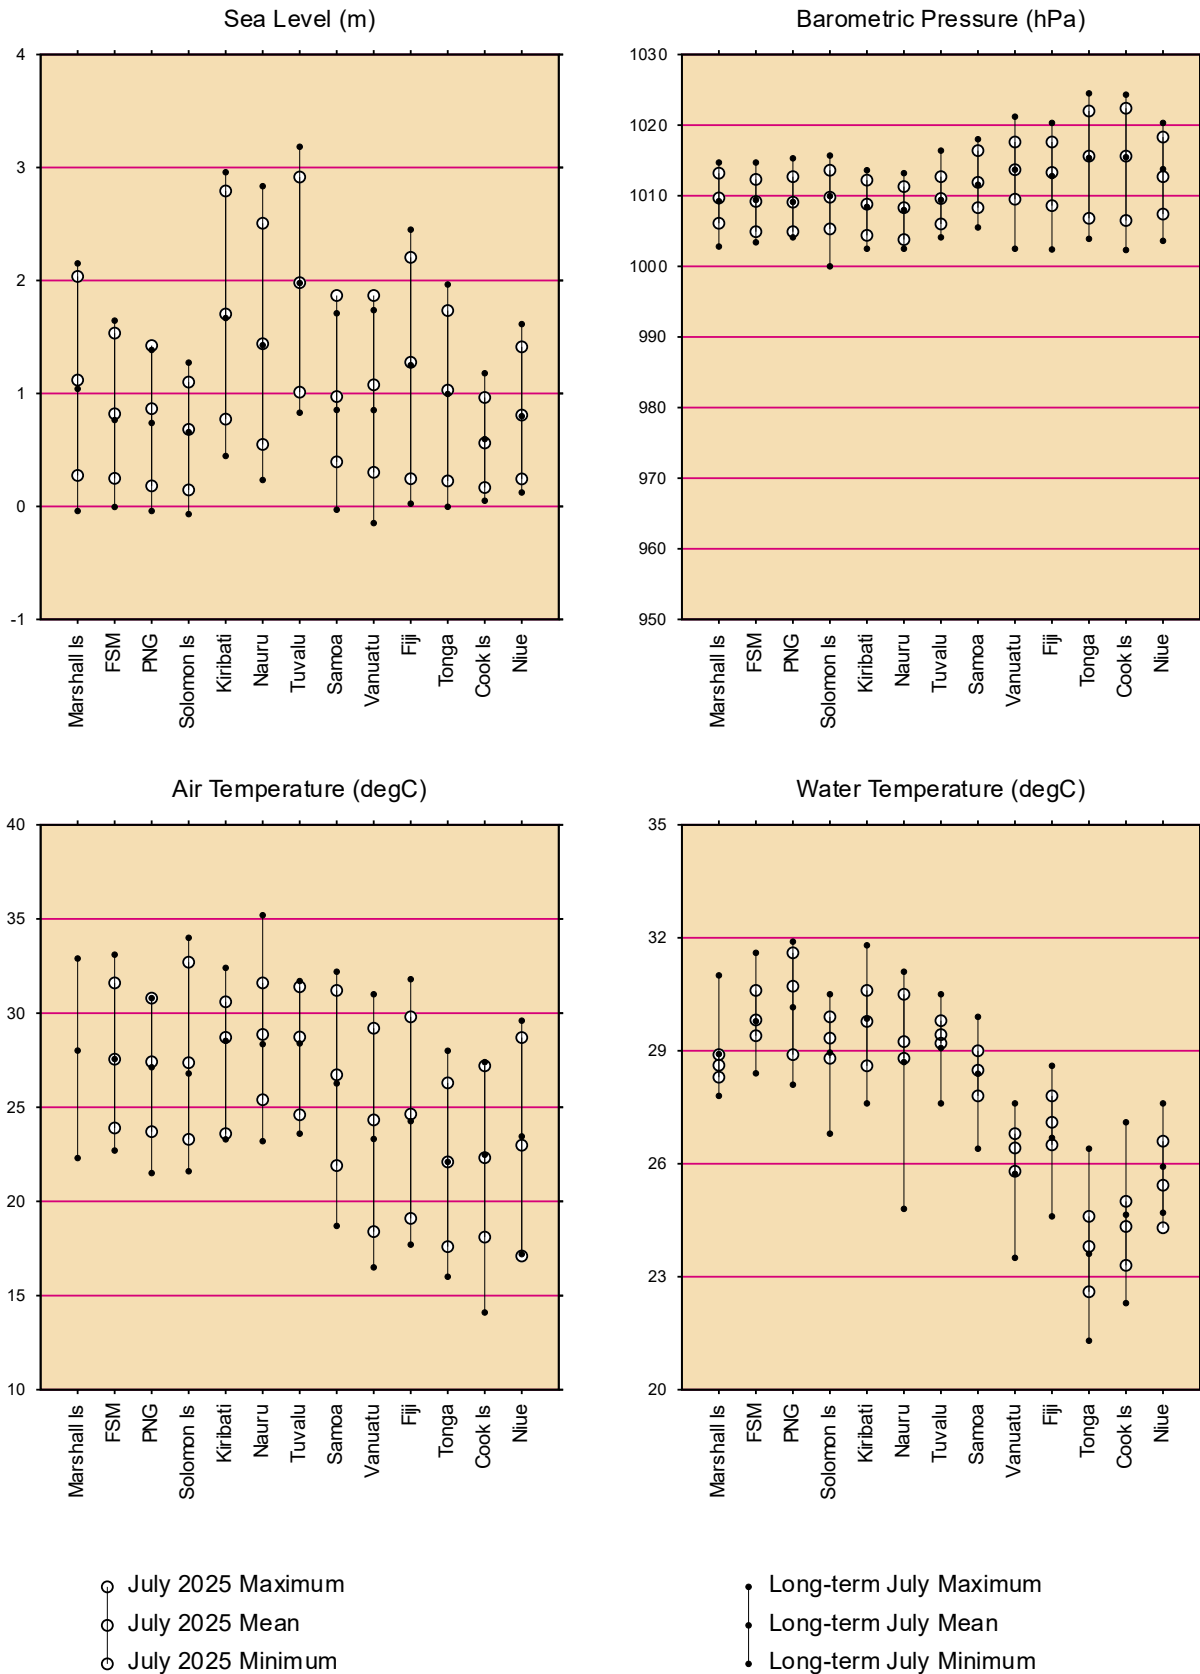 Sea Level (m)
4
3
2
1
0
-1
Marshall Is
FSM
PNG
Solomon Is
Kiribati
Nauru
Tuvalu
Samoa
Vanuatu
Fiji
Tonga
Cook Is
Niue
Barometric Pressure (hPa)
1030
1020
1010
1000
990
980
970
960
950
Marshall Is
FSM
PNG
Solomon Is
Kiribati
Nauru
Tuvalu
Samoa
Vanuatu
Fiji
Tonga
Cook Is
Niue
Air Temperature (degC)
40
35
30
25
20
15
10
Marshall Is
FSM
PNG
Solomon Is
Kiribati
Nauru
Tuvalu
Samoa
Vanuatu
Fiji
Tonga
Cook Is
Niue
Water Temperature (degC)
35
32
29
26
23
20
Marshall Is
FSM
PNG
Solomon Is
Kiribati
Nauru
Tuvalu
Samoa
Vanuatu
Fiji
Tonga
Cook Is
Niue
July 2025 Maximum
July 2025 Mean
July 2025 Minimum
Long-term July Maximum
Long-term July Mean
Long-term July Minimum